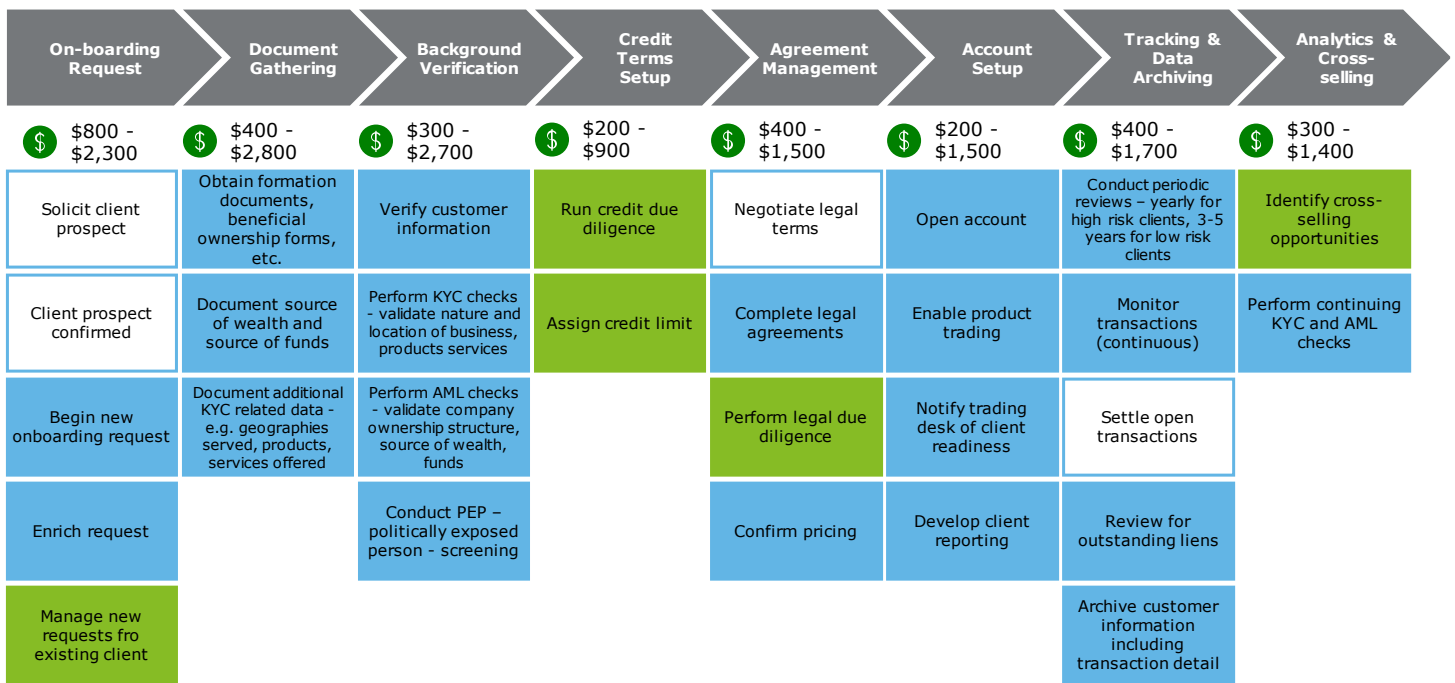 On-boarding
Request
Document
Gathering
Background
Verification
Credit
Terms
Setup
Agreement
Management
Account
Setup
Tracking &
Data
Archiving
Analytics &
Cross-
selling
$
$800 -
$2,300
$
$400 -
$2,800
$
$300 -
$2,700
$
$200 -
$900
$
$400 -
$1,500
$
$200 -
$1,500
$
$400 -
$1,700
$
$300 -
$1,400
Solicit client
prospect
Client prospect
confirmed
Begin new
onboarding request
Enrich request
Manage new
requests fro
existing client
Obtain formation
documents,
beneficial
ownership forms,
etc.
Document source
of wealth and
source of funds
Document additional
KYC related data -
e.g. geographies
served, products,
services offered
Verify customer
information
Perform KYC checks
- validate nature and
location of business,
products services
Perform AML checks
- validate company
ownership structure,
source of wealth,
funds
Conduct PEP –
politically exposed
person - screening
Run credit due
diligence
Assign credit limit
Negotiate legal
terms
Complete legal
agreements
Perform legal due
diligence
Confirm pricing
Open account
Enable product
trading
Notify trading
desk of client
readiness
Develop client
reporting
Conduct periodic
reviews – yearly for
high risk clients, 3-5
years for low risk
clients
Monitor
transactions
(continuous)
Settle open
transactions
Review for
outstanding liens
Archive customer
information
including
transaction detail
Identify cross-
selling
opportunities
Perform continuing
KYC and AML
checks